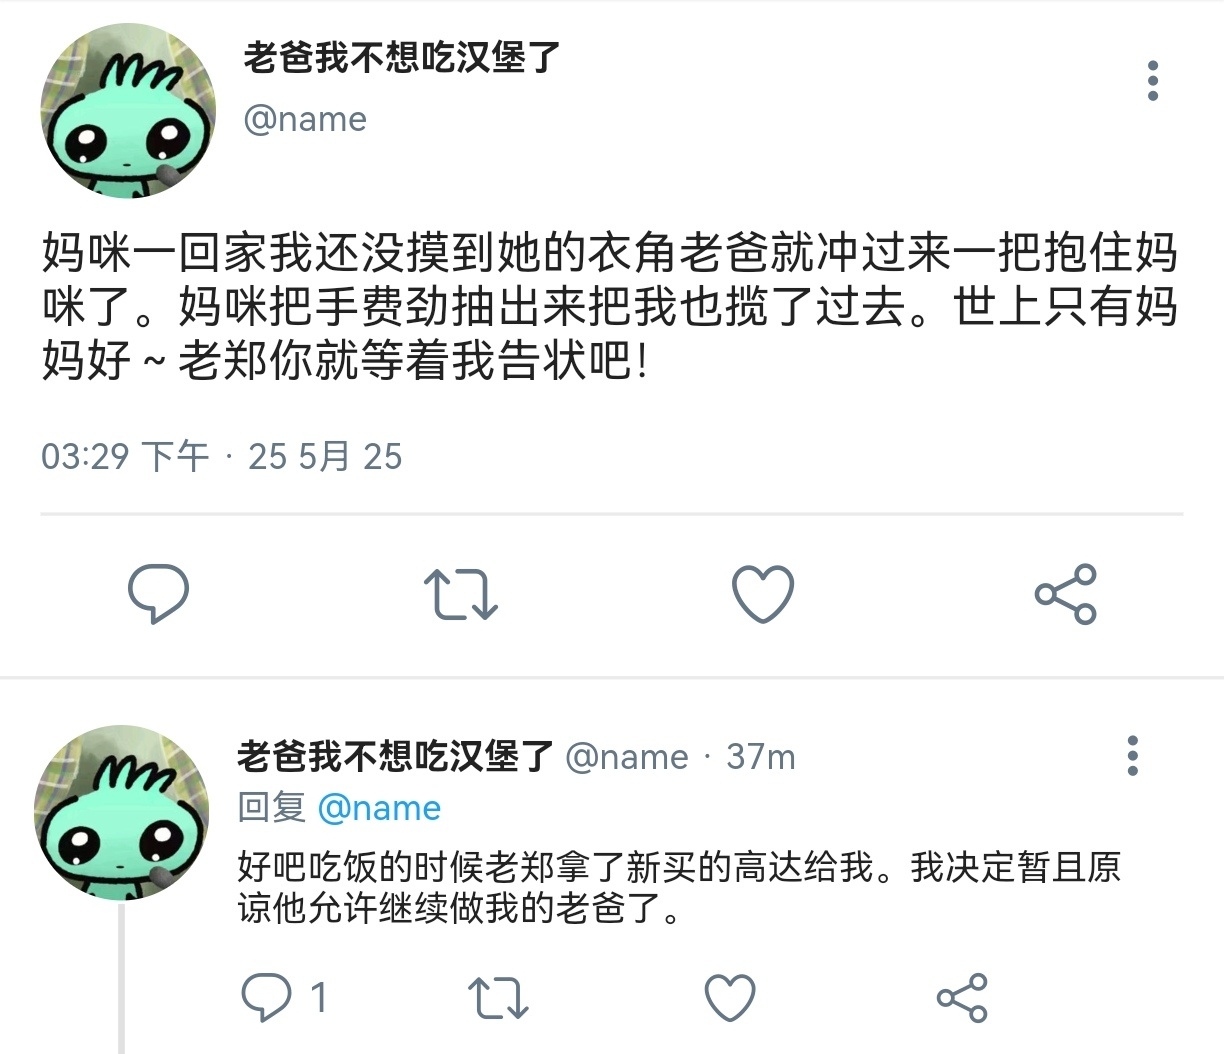 老爸我不想吃汉堡了
@name
妈咪一回家我还没摸到她的衣角老爸就冲过来一把抱住妈
咪了。妈咪把手费劲抽出来把我也揽了过去。世上只有妈
妈好~老郑你就等着我告状吧!
03:29 下午 · 25 5月 25
老爸我不想吃汉堡了 @name · 37m
回复 @name
好吧吃饭的时候老郑拿了新买的高达给我。我决定暂且原
谅他允许继续做我的老爸了。
1